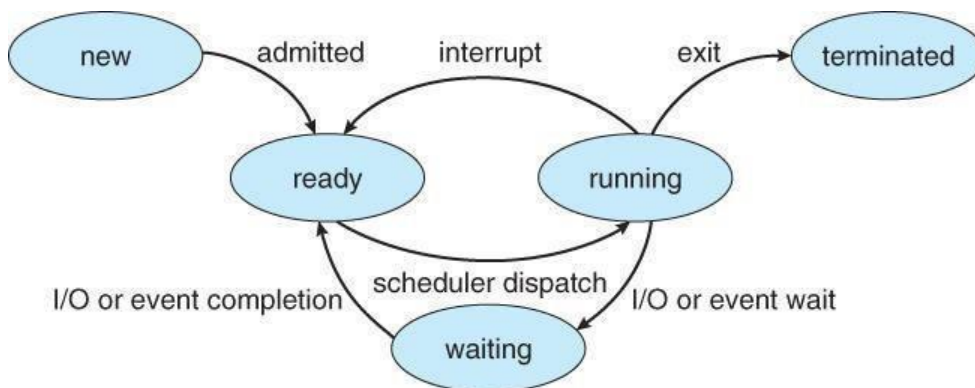 new
admitted
interrupt
exit
terminated
ready
running
scheduler dispatch
I/O or event completion
I/O or event wait
waiting